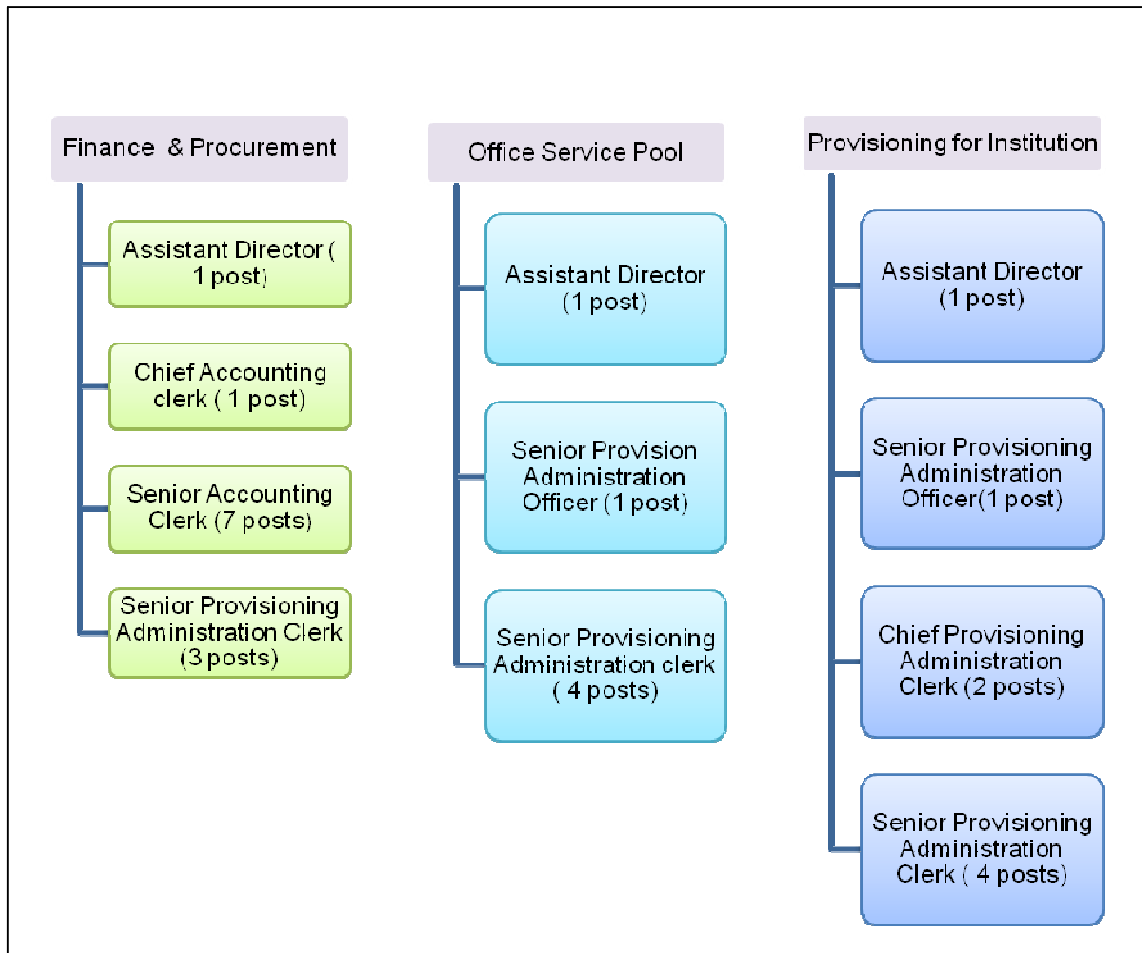 Finance & Procurement
Assistant Director (
1 post)
Chief Accounting
clerk ( 1 post)
Senior Accounting
Clerk (7 posts)
Senior Provisioning
Administration Clerk
(3 posts)
Office Service Pool
Assistant Director
(1 post)
Senior Provision
Administration
Officer (1 post)
Senior Provisioning
Administration clerk
( 4 posts)
Provisioning for Institution
Assistant Director
(1 post)
Senior Provisioning
Administration
Officer(1 post)
Chief Provisioning
Administration
Clerk (2 posts)
Senior Provisioning
Administration
Clerk ( 4 posts)